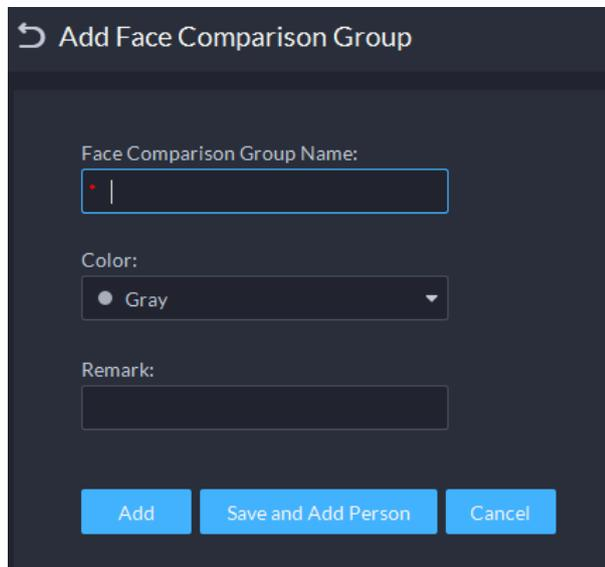 Add Face Comparison Group
Face Comparison Group Name:
*
Color:
Gray
Remark:
Add Save and Add Person Cancel